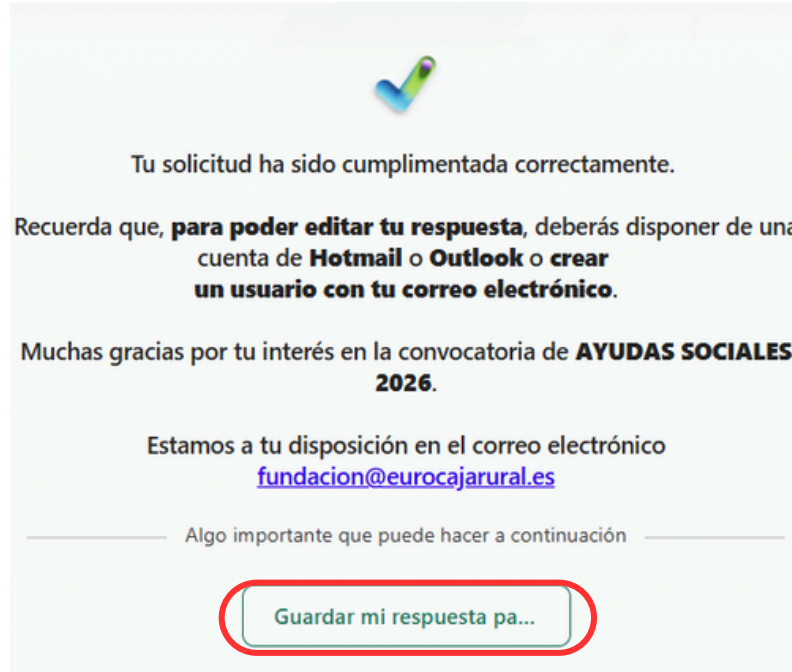 Tu solicitud ha sido cumplimentada correctamente.
Recuerda que, para poder editar tu respuesta, deberás disponer de una
cuenta de Hotmail o Outlook o crear
un usuario con tu correo electrónico.
Muchas gracias por tu interés en la convocatoria de AYUDAS SOCIALES
2026.
Estamos a tu disposición en el correo electrónico
fundacion@eurocajarural.es
Algo importante que puede hacer a continuación
Guardar mi respuesta pa...